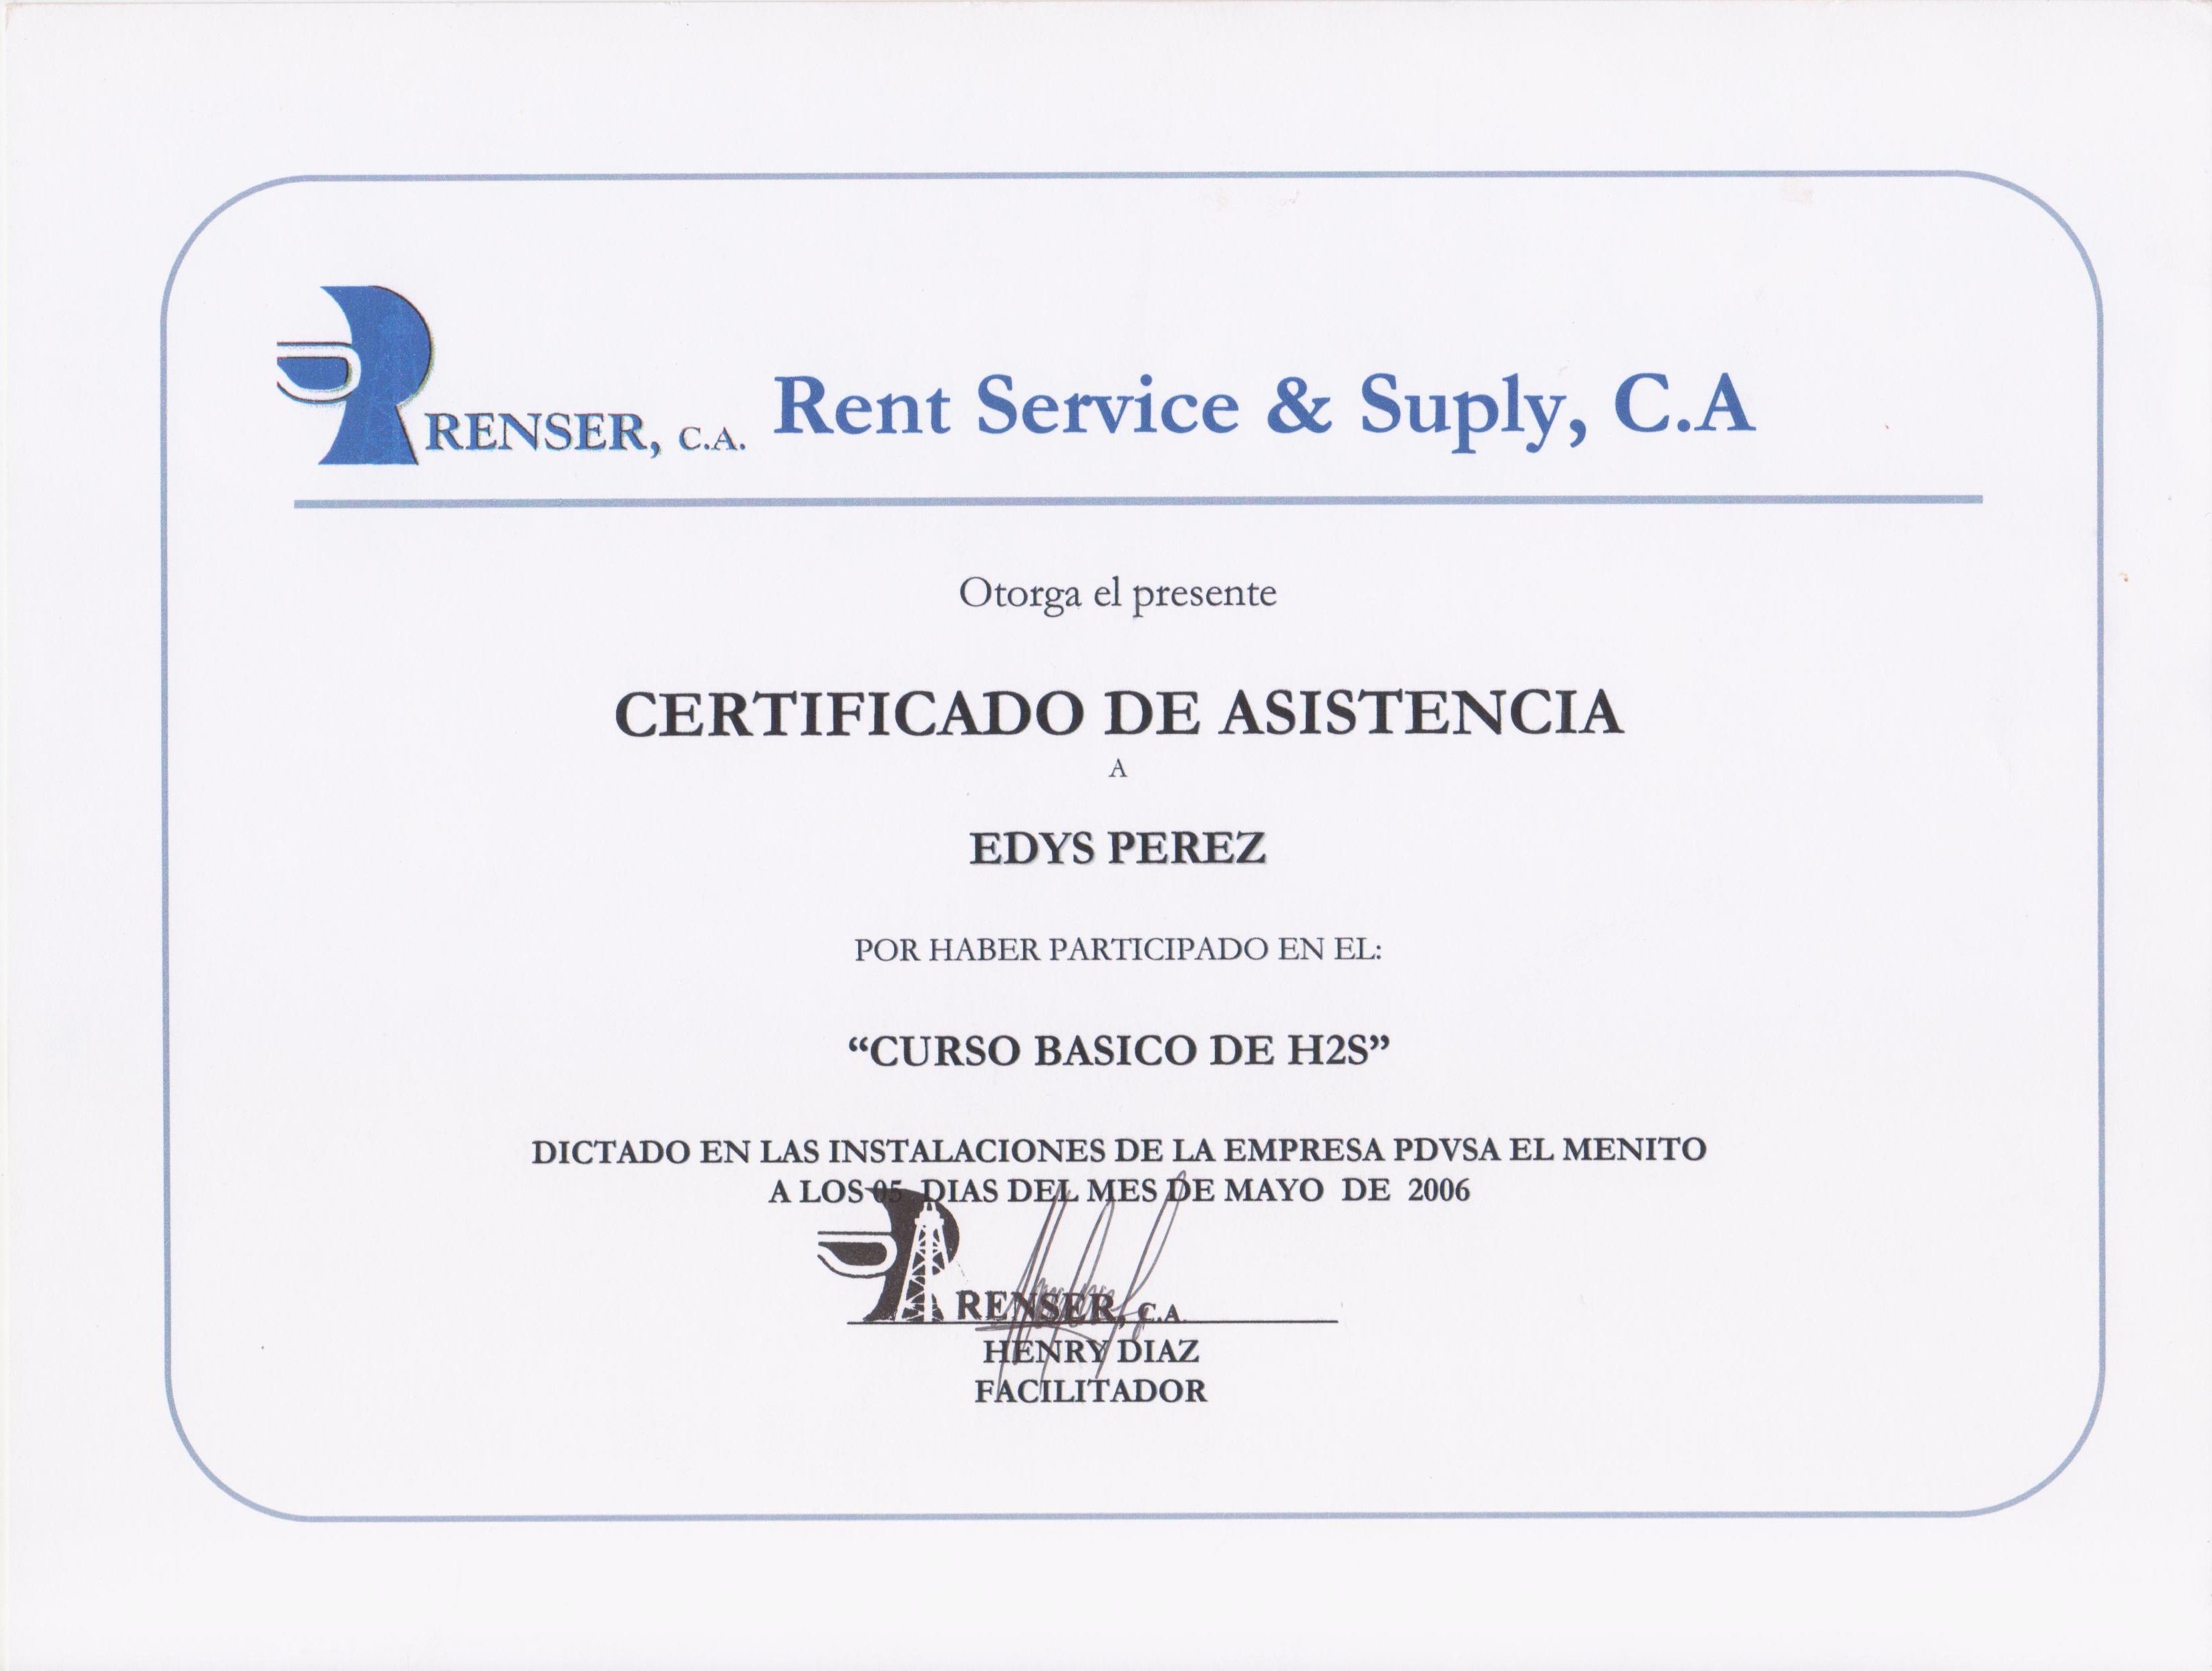 RENSER, C.A. Rent Service & Suply, C.A
Otorga el presente
CERTIFICADO DE ASISTENCIA
A
EDYS PEREZ
POR HABER PARTICIPADO EN EL:
“CURSO BASICO DE H2S”
DICTADO EN LAS INSTALACIONES DE LA EMPRESA PDVSA EL MENITO
A LOS 05 DIAS DEL MES DE MAYO DE 2006
RENSER, C.A.
HENRY DIAZ
FACILITADOR